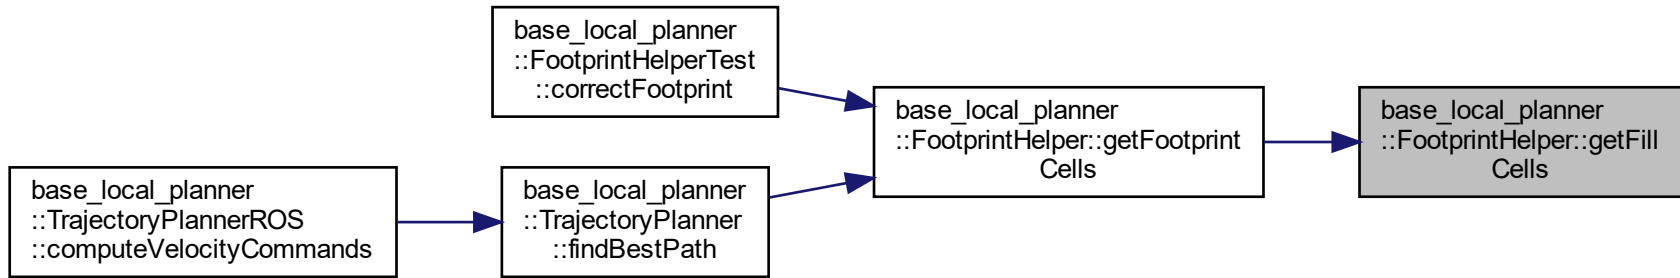 base_local_planner
::FootprintHelperTest
::correctFootprint
base_local_planner
::FootprintHelper::getFootprint
Cells
base_local_planner
::FootprintHelper::getFill
Cells
base_local_planner
::TrajectoryPlannerROS
::computeVelocityCommands
base_local_planner
::TrajectoryPlanner
::findBestPath